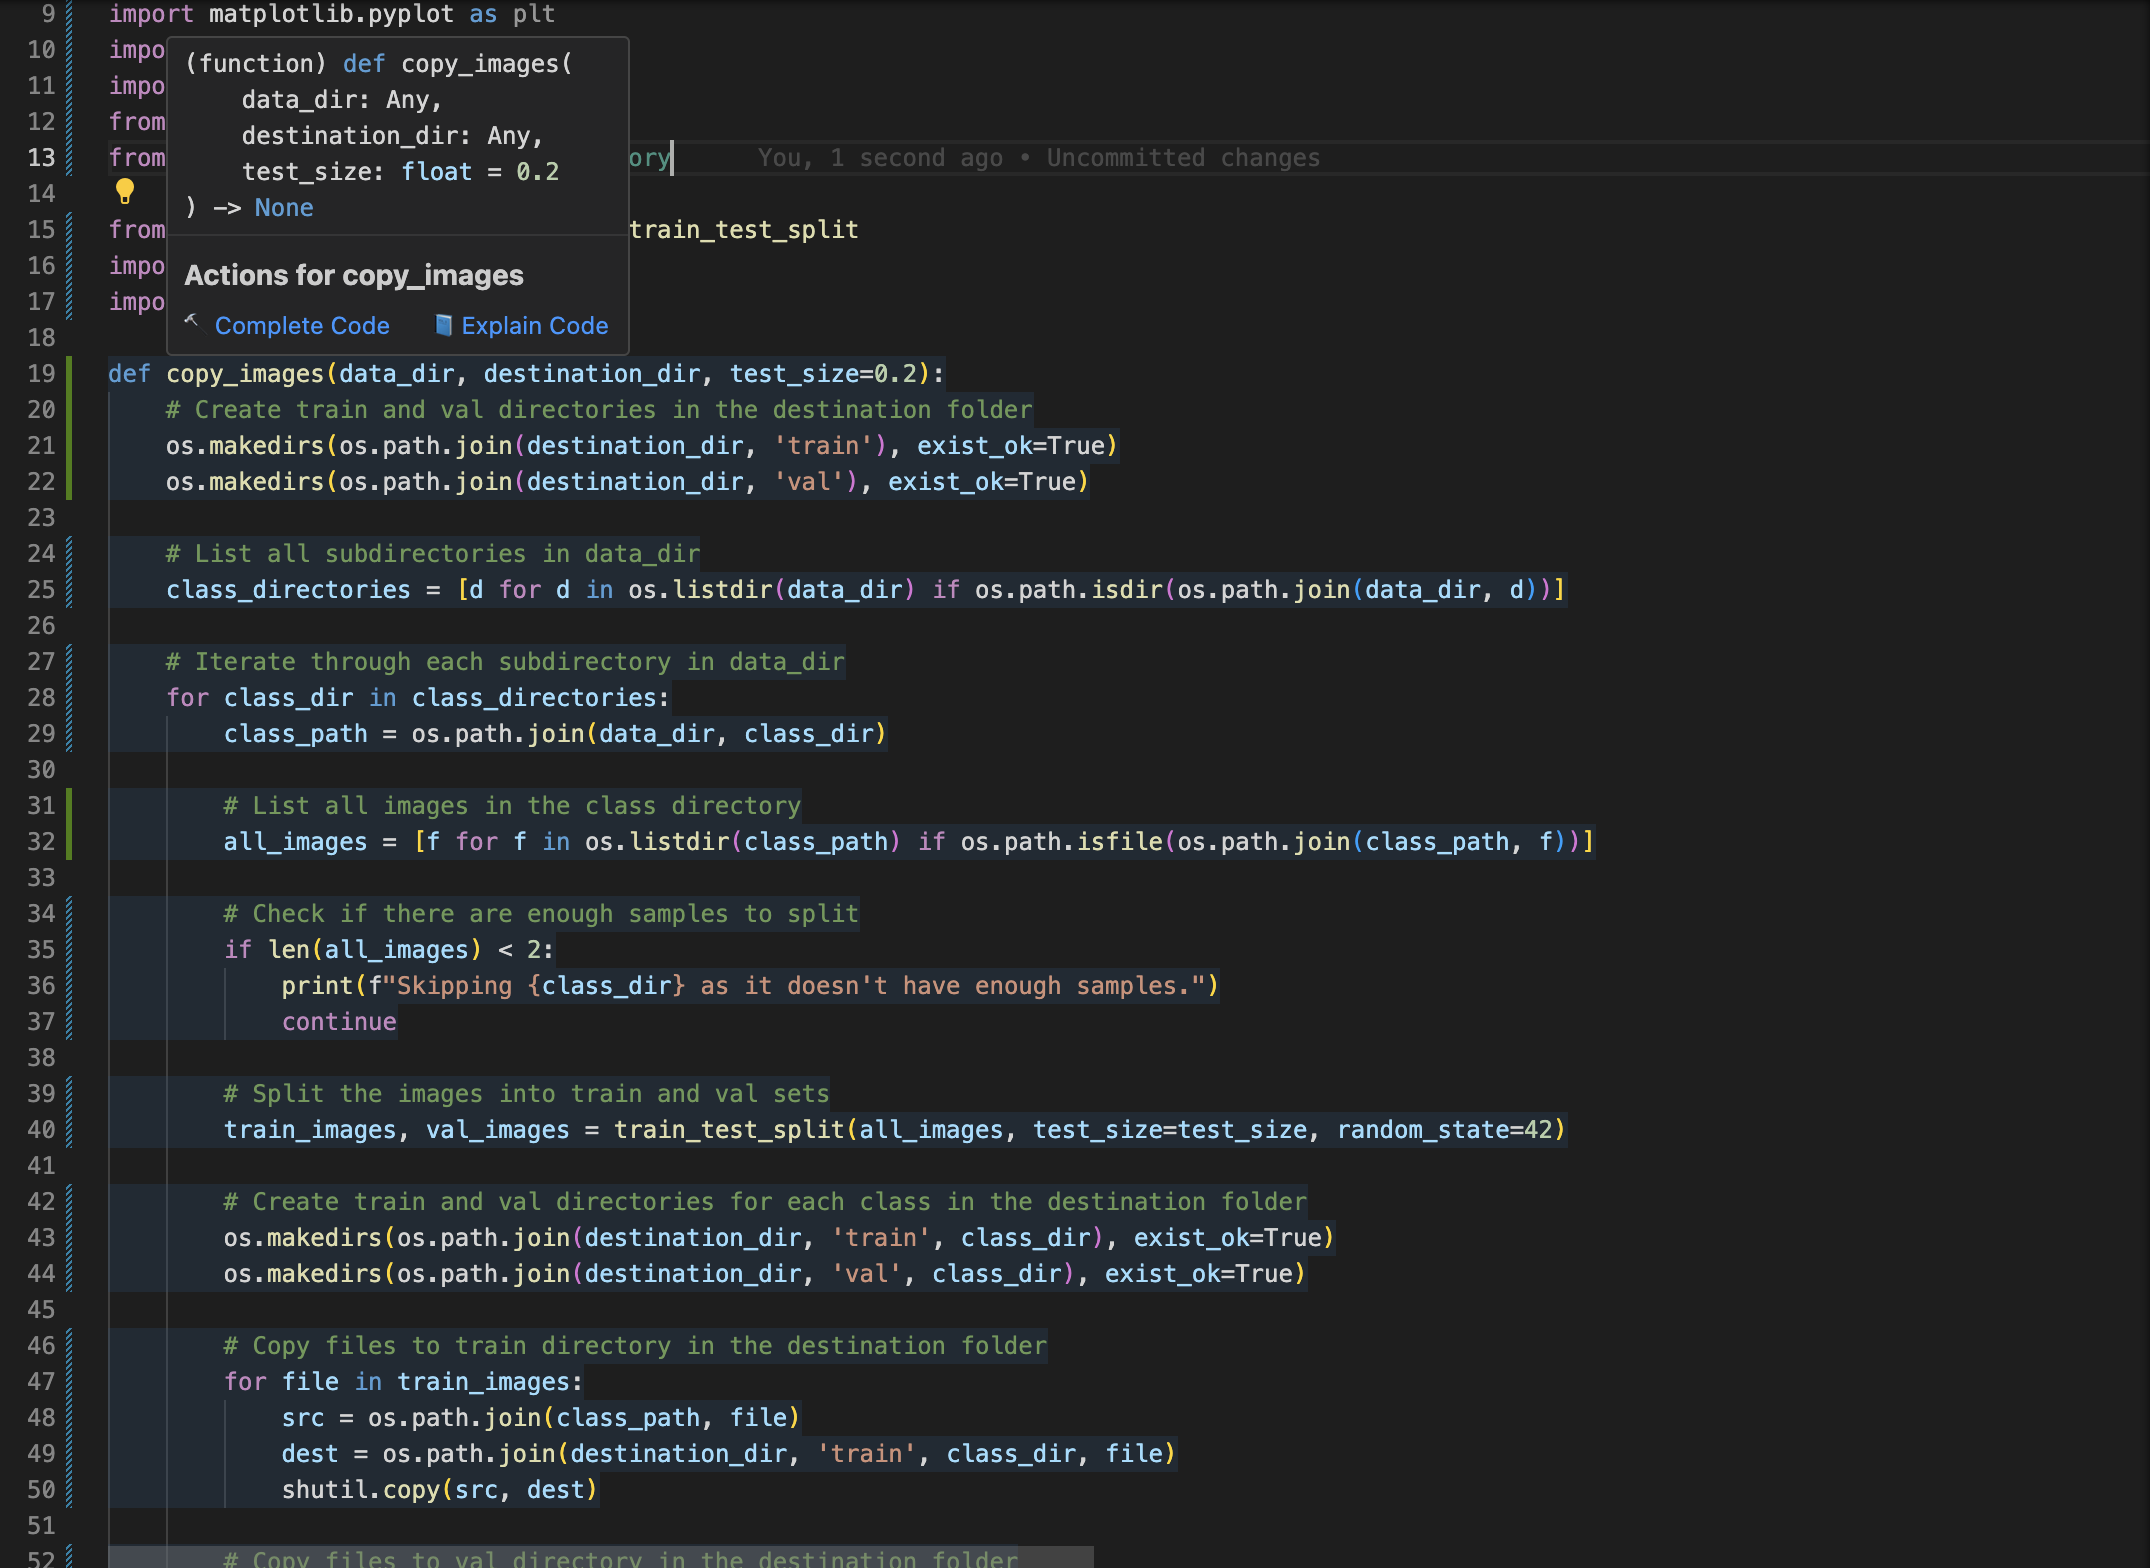 9 import matplotlib.pyplot as plt
10 impo
11 impo
12 from
13 from ory You, 1 second ago • Uncommitted changes
14
15 from train_test_split
16 impo
17 impo
18
(function) def copy_images(
    data_dir: Any,
    destination_dir: Any,
    test_size: float = 0.2
) -> None
Actions for copy_images
Complete Code Explain Code
19 def copy_images(data_dir, destination_dir, test_size=0.2):
20     # Create train and val directories in the destination folder
21     os.makedirs(os.path.join(destination_dir, 'train'), exist_ok=True)
22     os.makedirs(os.path.join(destination_dir, 'val'), exist_ok=True)
23
24     # List all subdirectories in data_dir
25     class_directories = [d for d in os.listdir(data_dir) if os.path.isdir(os.path.join(data_dir, d))]
26
27     # Iterate through each subdirectory in data_dir
28     for class_dir in class_directories:
29         class_path = os.path.join(data_dir, class_dir)
30
31         # List all images in the class directory
32         all_images = [f for f in os.listdir(class_path) if os.path.isfile(os.path.join(class_path, f))]
33
34         # Check if there are enough samples to split
35         if len(all_images) < 2:
36             print(f"Skipping {class_dir} as it doesn't have enough samples.")
37             continue
38
39         # Split the images into train and val sets
40         train_images, val_images = train_test_split(all_images, test_size=test_size, random_state=42)
41
42         # Create train and val directories for each class in the destination folder
43         os.makedirs(os.path.join(destination_dir, 'train', class_dir), exist_ok=True)
44         os.makedirs(os.path.join(destination_dir, 'val', class_dir), exist_ok=True)
45
46         # Copy files to train directory in the destination folder
47         for file in train_images:
48             src = os.path.join(class_path, file)
49             dest = os.path.join(destination_dir, 'train', class_dir, file)
50             shutil.copy(src, dest)
51
52         # Copy files to val directory in the destination folder